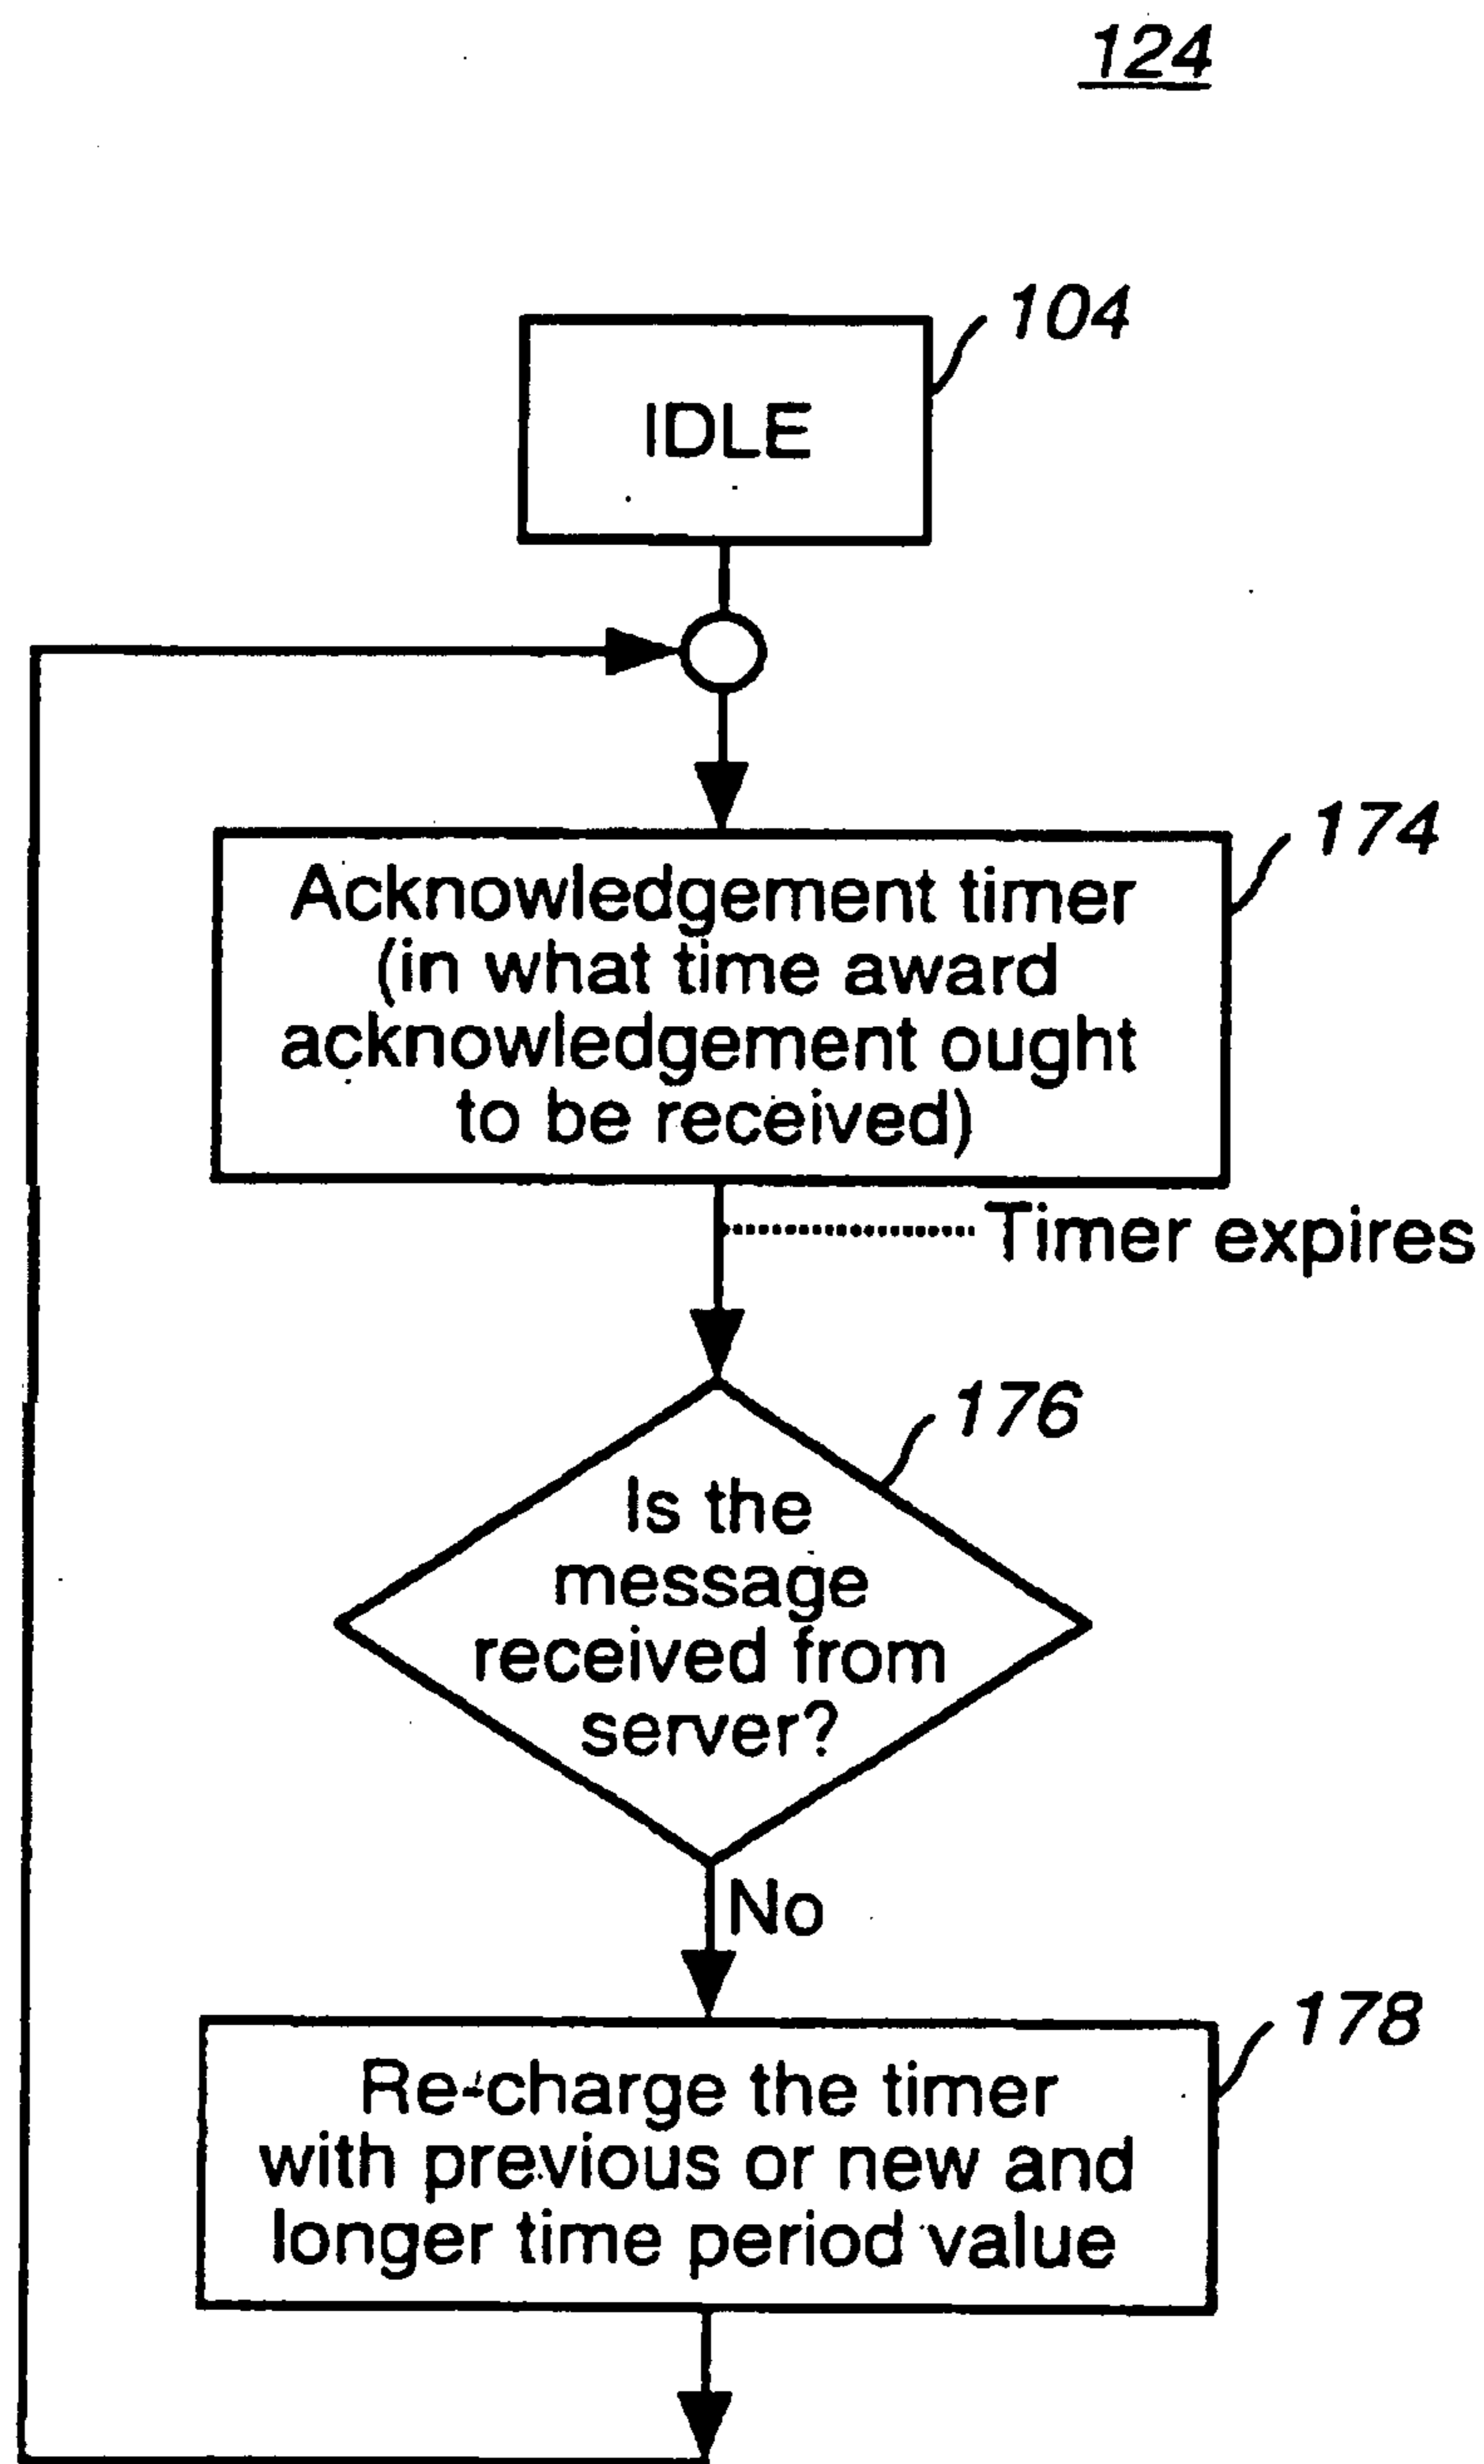 124
104
IDLE
174
Acknowledgement timer
(in what time award
acknowledgement ought
to be received)
Timer expires
176
Is the
message
received from
server?
No
178
Re-charge the timer
with previous or new and
longer time period value